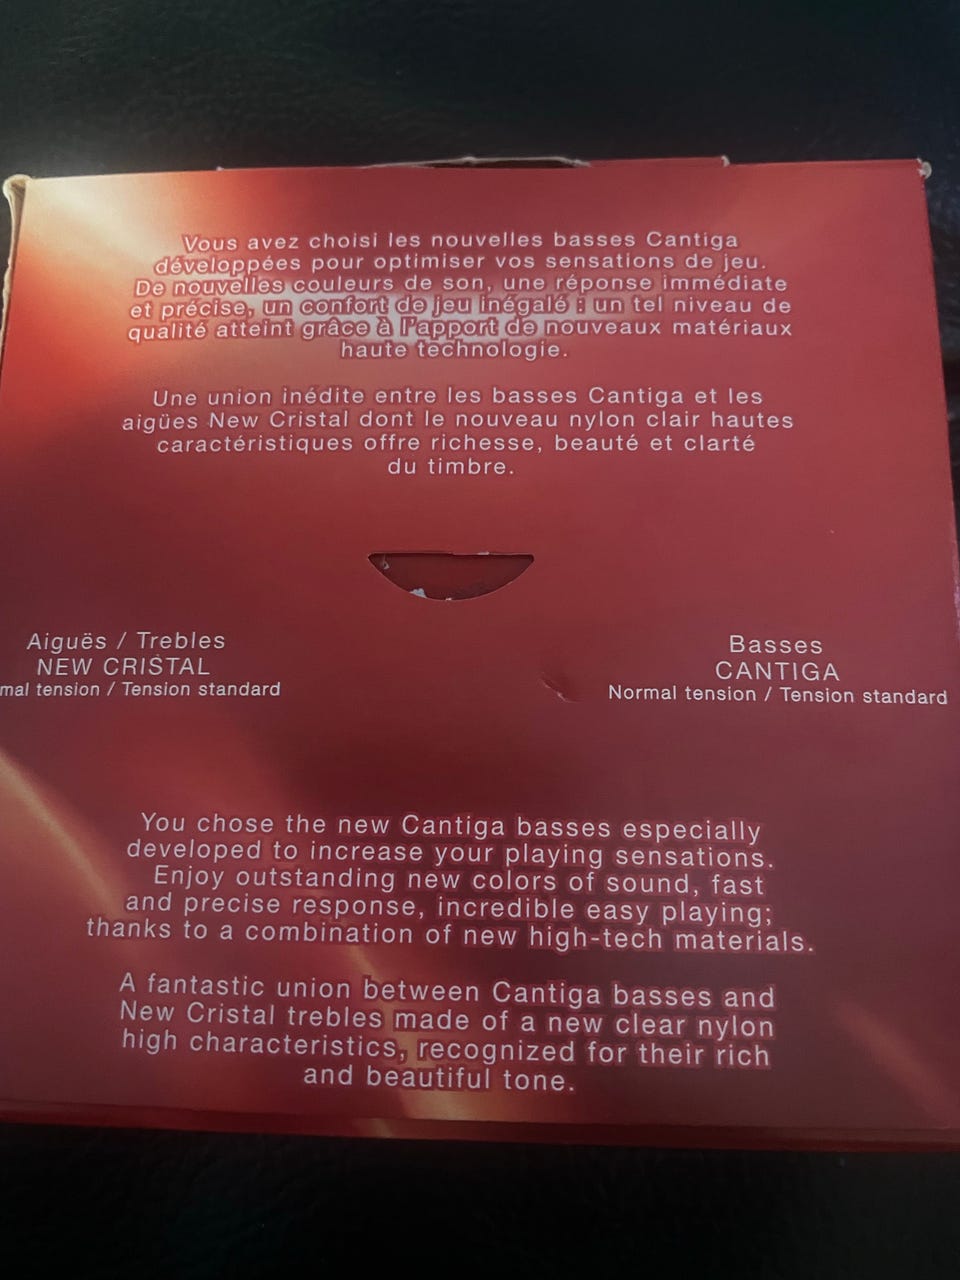 Vous avez choisi les nouvelles basses Cantiga
développées pour optimiser vos sensations de jeu.
De nouvelles couleurs de son, une réponse immédiate
et précise, un confort de jeu inégalé : un tel niveau de
qualité atteint grâce à l'apport de nouveaux matériaux
haute technologie.
Une union inédite entre les basses Cantiga et les
aigües New Cristal dont le nouveau nylon clair hautes
caractéristiques offre richesse, beauté et clarté
du timbre.
Aiguës / Trebles
NEW CRISTAL
mal tension / Tension standard
Basses
CANTIGA
Normal tension / Tension standard
You chose the new Cantiga basses especially
developed to increase your playing sensations.
Enjoy outstanding new colors of sound, fast
and precise response, incredible easy playing;
thanks to a combination of new high-tech materials.
A fantastic union between Cantiga basses and
New Cristal trebles made of a new clear nylon
high characteristics, recognized for their rich
and beautiful tone.